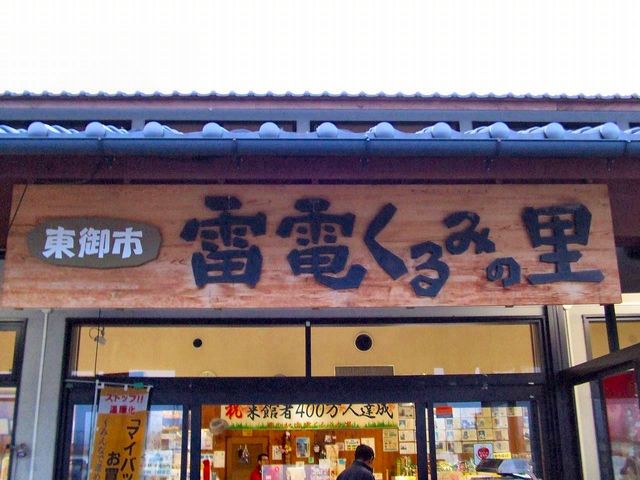 東御市
雷電くるみの里
祝 来館者400万人達成
ストップ!!
温暖化
「マイバッ
お買